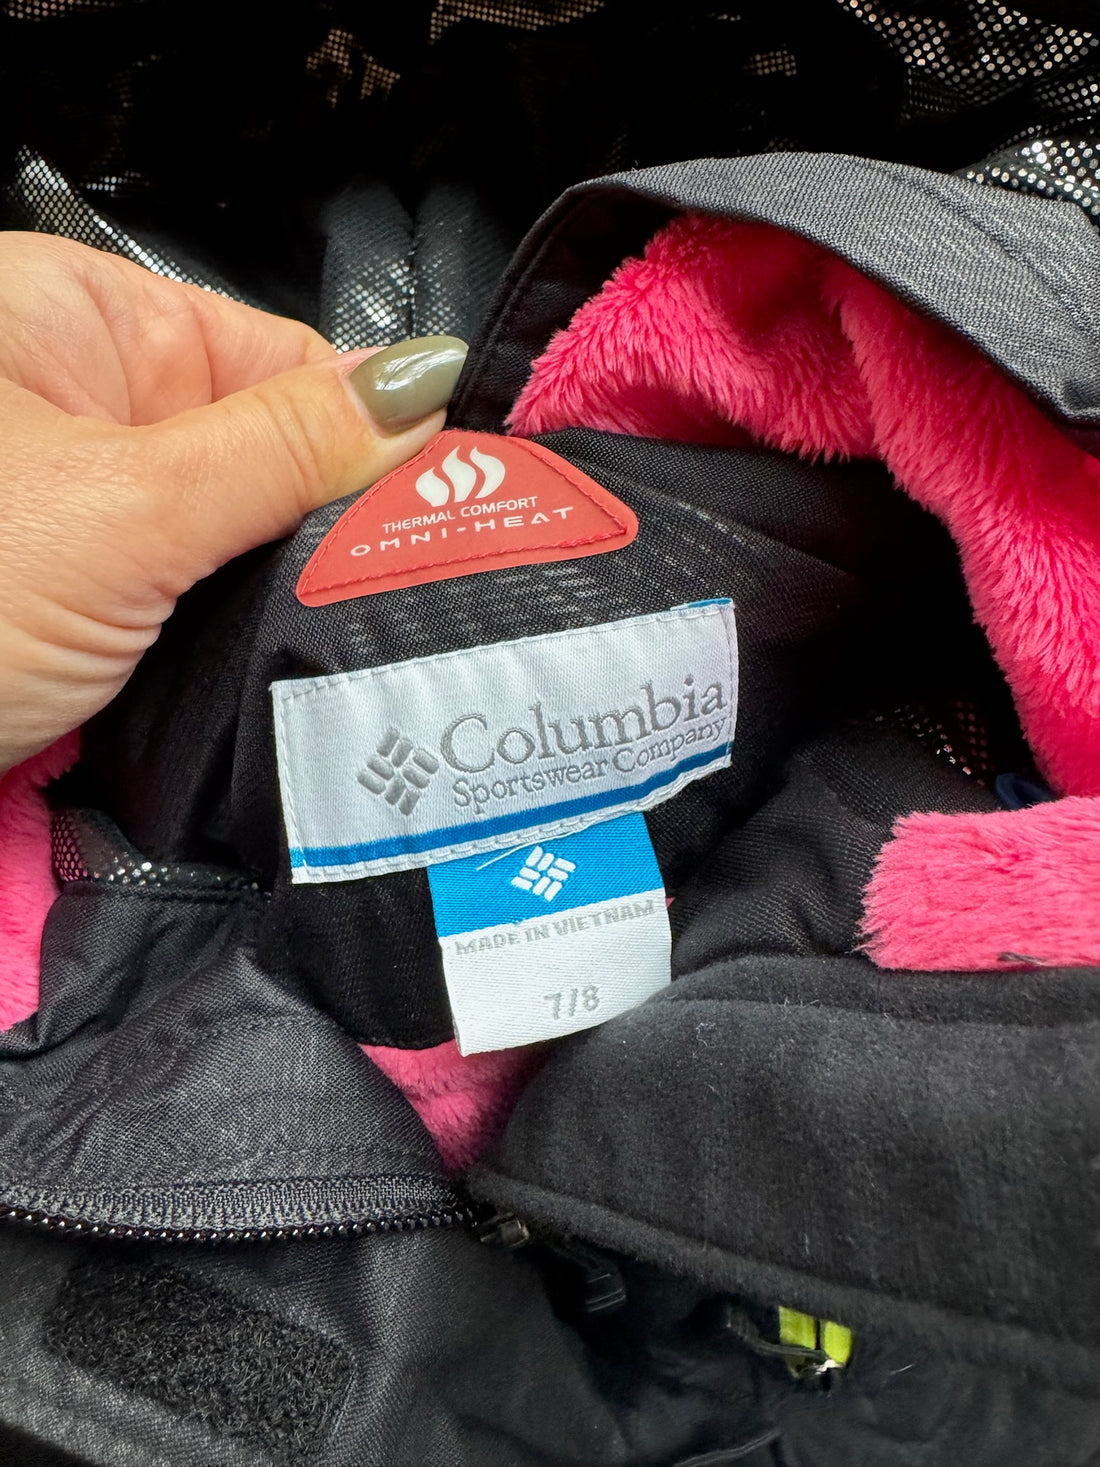 THERMAL COMFORT
OMNI-HEAT
Columbia
Sportswear Company
MADE IN VIETNAM
7/8